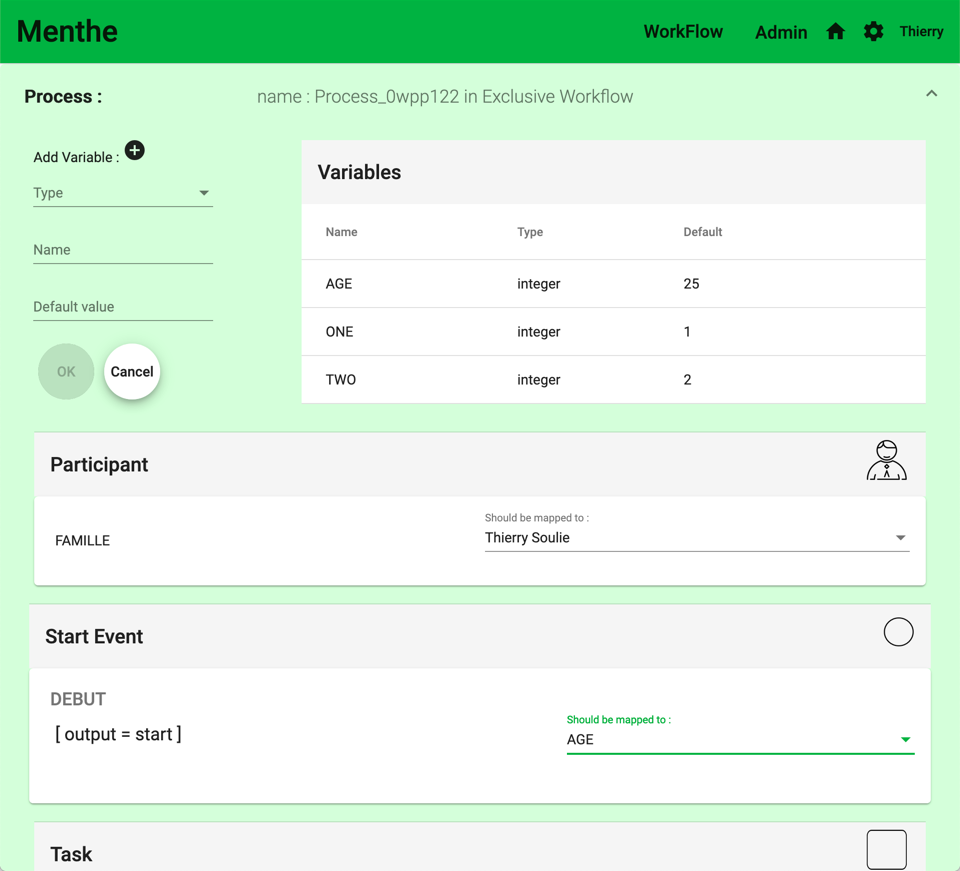 Menthe
WorkFlow Admin Thierry
Process : name : Process_0wpp122 in Exclusive Workflow
Add Variable :
Type
Name
Default value
OK Cancel
Variables
Name Type Default
AGE integer 25
ONE integer 1
TWO integer 2
Participant
FAMILLE
Should be mapped to :
Thierry Soulie
Start Event
DEBUT
[ output = start ]
Should be mapped to :
AGE
Task